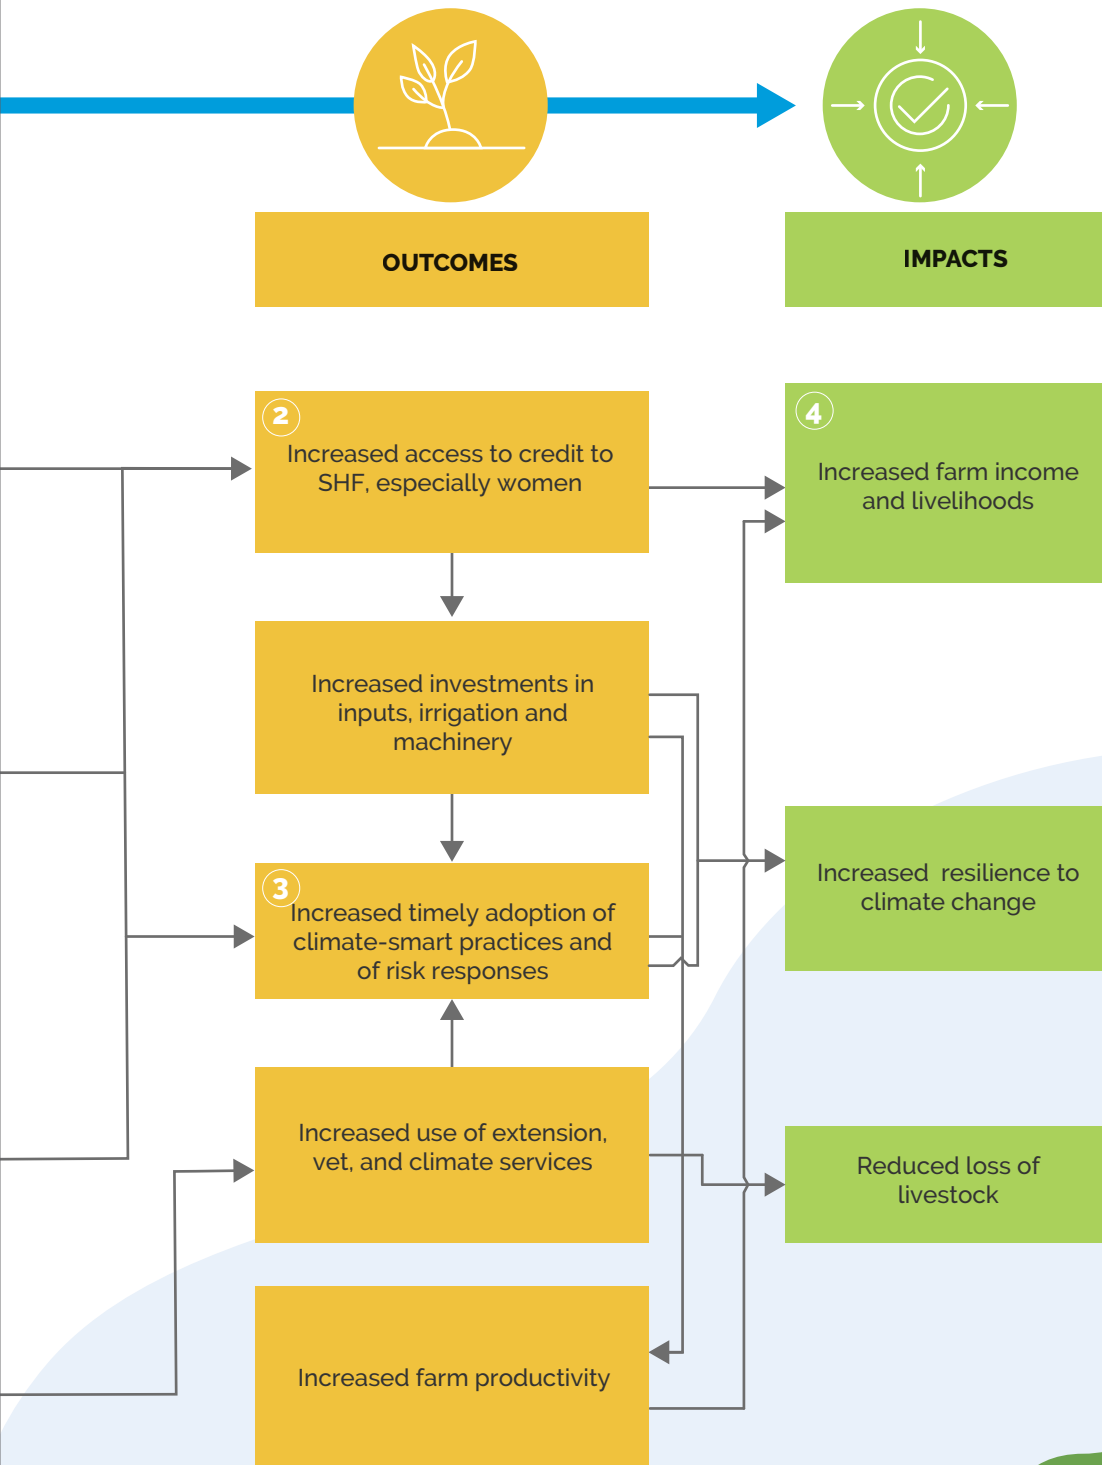 OUTCOMES
IMPACTS
2
Increased access to credit to
SHF, especially women
4
Increased farm income
and livelihoods
Increased investments in
inputs, irrigation and
machinery
3
Increased timely adoption of
climate-smart practices and
of risk responses
Increased resilience to
climate change
Increased use of extension,
vet, and climate services
Reduced loss of
livestock
Increased farm productivity